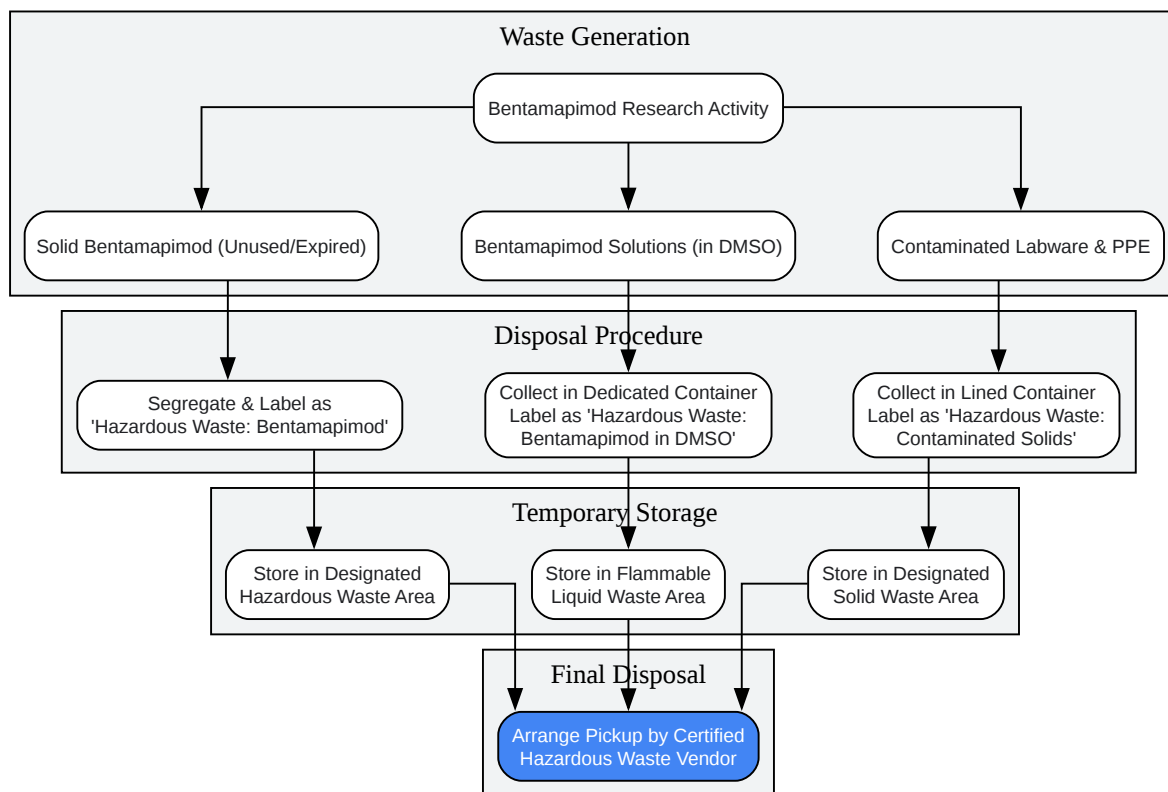 Waste Generation
Bentamapimod Research Activity
Solid Bentamapimod (Unused/Expired)
Bentamapimod Solutions (in DMSO)
Contaminated Labware & PPE
Disposal Procedure
Segregate & Label as
'Hazardous Waste: Bentamapimod'
Collect in Dedicated Container
Label as 'Hazardous Waste:
Bentamapimod in DMSO'
Collect in Lined Container
Label as 'Hazardous Waste:
Contaminated Solids'
Temporary Storage
Store in Designated
Hazardous Waste Area
Store in Flammable
Liquid Waste Area
Store in Designated
Solid Waste Area
Final Disposal
Arrange Pickup by Certified
Hazardous Waste Vendor